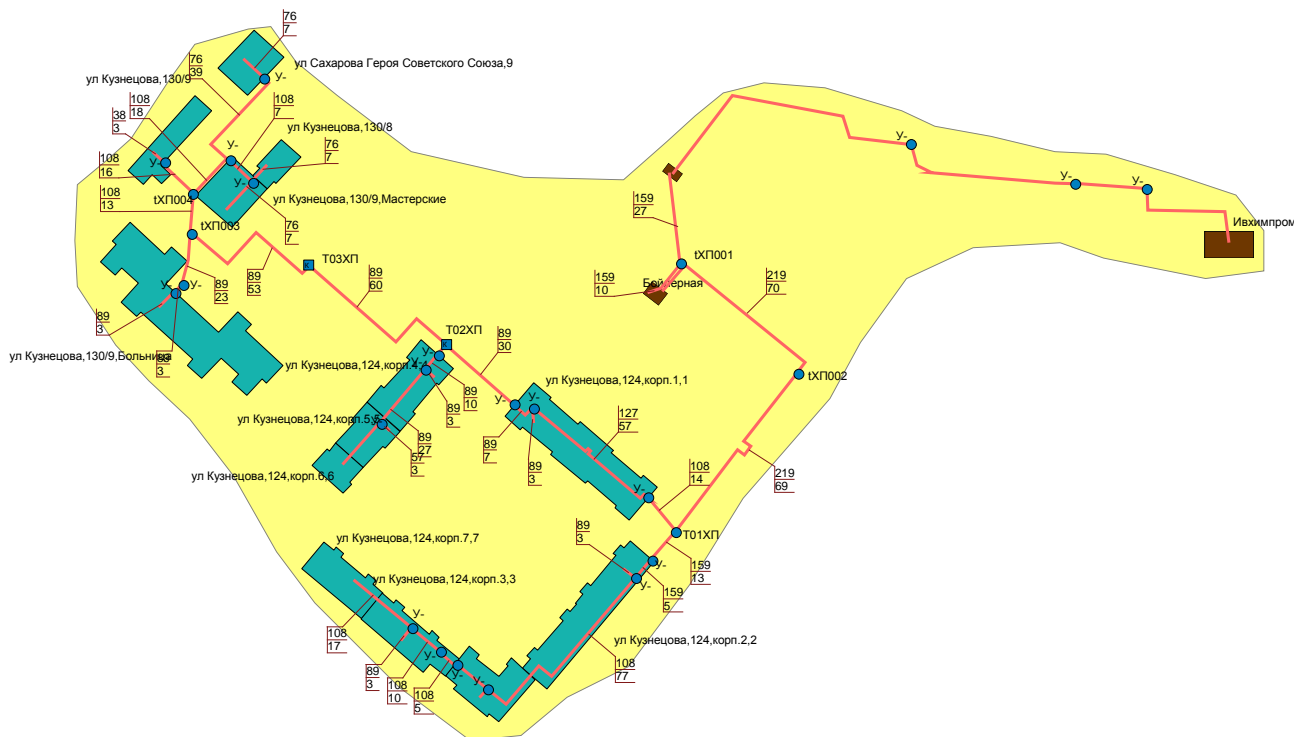 76
7
ул Сахарова Героя Советского Союза,9
У-
76
39
ул Кузнецова,130/9
108
18
108
7
38
3
ул Кузнецова,130/8
76
7
У-
У-
108
16
У-
108
13
tХП004
ул Кузнецова,130/9,Мастерские
tХП003
76
7
T03ХП
89
53
89
60
У-
У-
89
23
89
3
ул Кузнецова,130/9,Больница
89
3
У-
У-
У-
Ивхимпром
159
27
tХП001
159
10
Бойлерная
219
70
T02ХП
89
30
У-
ул Кузнецова,124,корп.4,4
У-
89
10
ул Кузнецова,124,корп.1,1
tХП002
У-
У-
89
3
ул Кузнецова,124,корп.5,5
127
57
89
27
57
3
89
7
89
3
ул Кузнецова,124,корп.6,6
108
14
219
69
У-
T01ХП
89
3
ул Кузнецова,124,корп.7,7
У-
159
13
ул Кузнецова,124,корп.3,3
У-
159
5
У-
108
17
ул Кузнецова,124,корп.2,2
У-
У-
108
77
89
3
108
10
108
5
У-